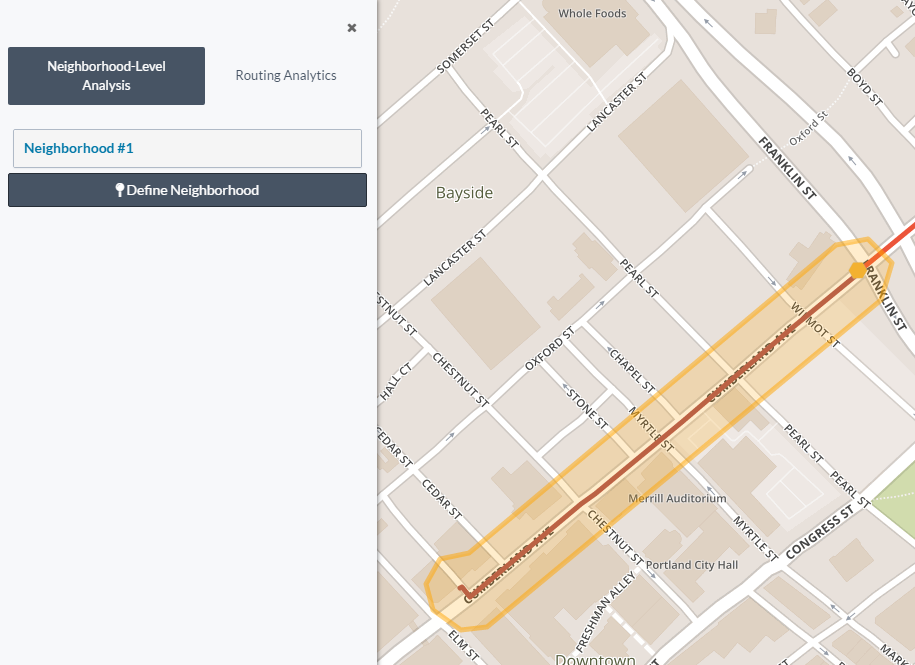 ✖
Neighborhood-Level
Analysis
Routing Analytics
Neighborhood #1
Define Neighborhood
Whole Foods
SOMERSET ST
BOYD ST
LANCASTER ST
PEARL ST
Oxford St
FRANKLIN ST
Bayside
LANCASTER ST
PEARL ST
FRANKLIN ST
STNUT ST
WILMOT ST
OXFORD ST
CUMBERLAND AVE
HALL CT
CHESTNUT ST
CHAPEL ST
STONE ST
MYRTLE ST
CEDAR ST
PEARL ST
CEDAR ST
PEARL ST
Merrill Auditorium
CONGRESS ST
CHESTNUT ST
MYRTLE ST
CUMBERLAND AVE
Portland City Hall
FRESHMAN ALLEY
ELM ST
MARK
Downtown